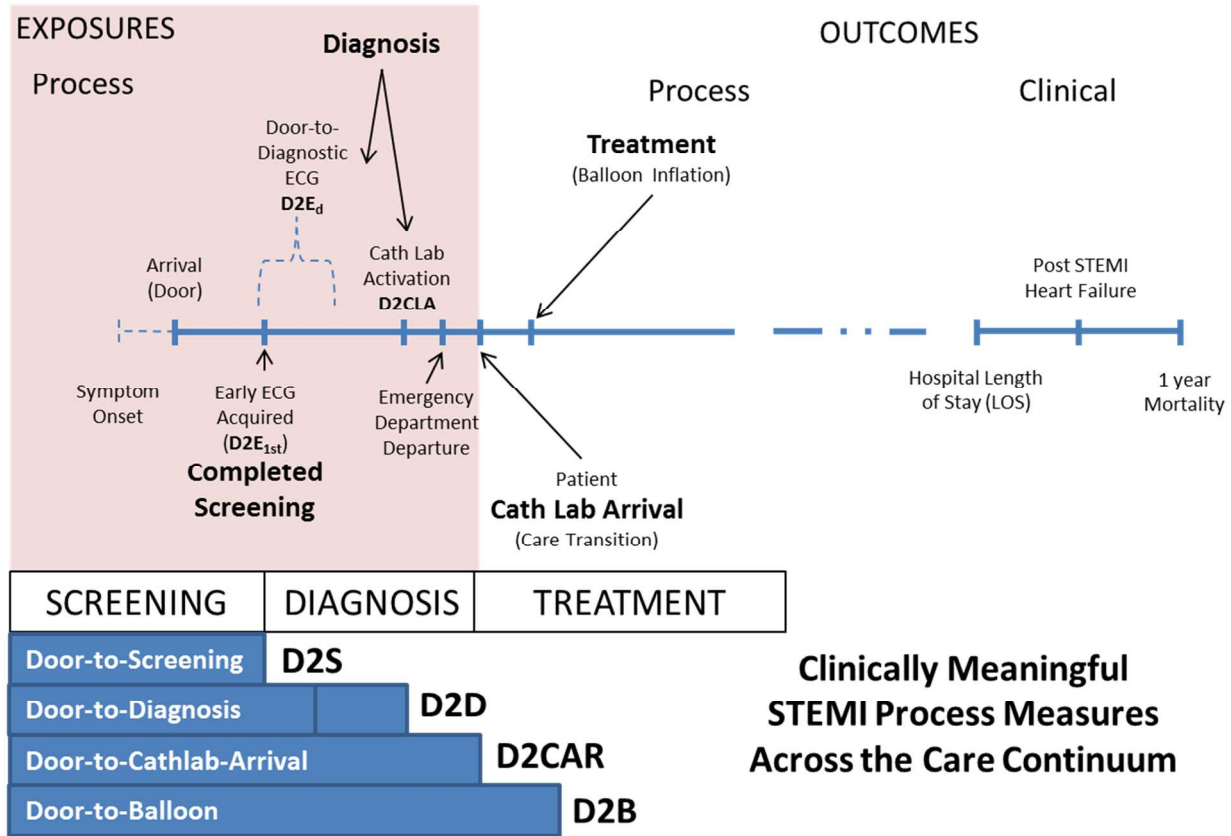 EXPOSURES
Process
Diagnosis
OUTCOMES
Process
Clinical
Door-to-
Diagnostic
ECG
D2Ed
Treatment
(Balloon Inflation)
Arrival
(Door)
Cath Lab
Activation
D2CLA
Post STEMI
Heart Failure
Symptom
Onset
Early ECG
Acquired
(D2E1st)
Completed
Screening
Emergency
Department
Departure
Patient
Cath Lab Arrival
(Care Transition)
Hospital Length
of Stay (LOS)
1 year
Mortality
SCREENING
DIAGNOSIS
TREATMENT
Door-to-Screening
D2S
Door-to-Diagnosis
D2D
Door-to-Cathlab-Arrival
D2CAR
Door-to-Balloon
D2B
Clinically Meaningful
STEMI Process Measures
Across the Care Continuum